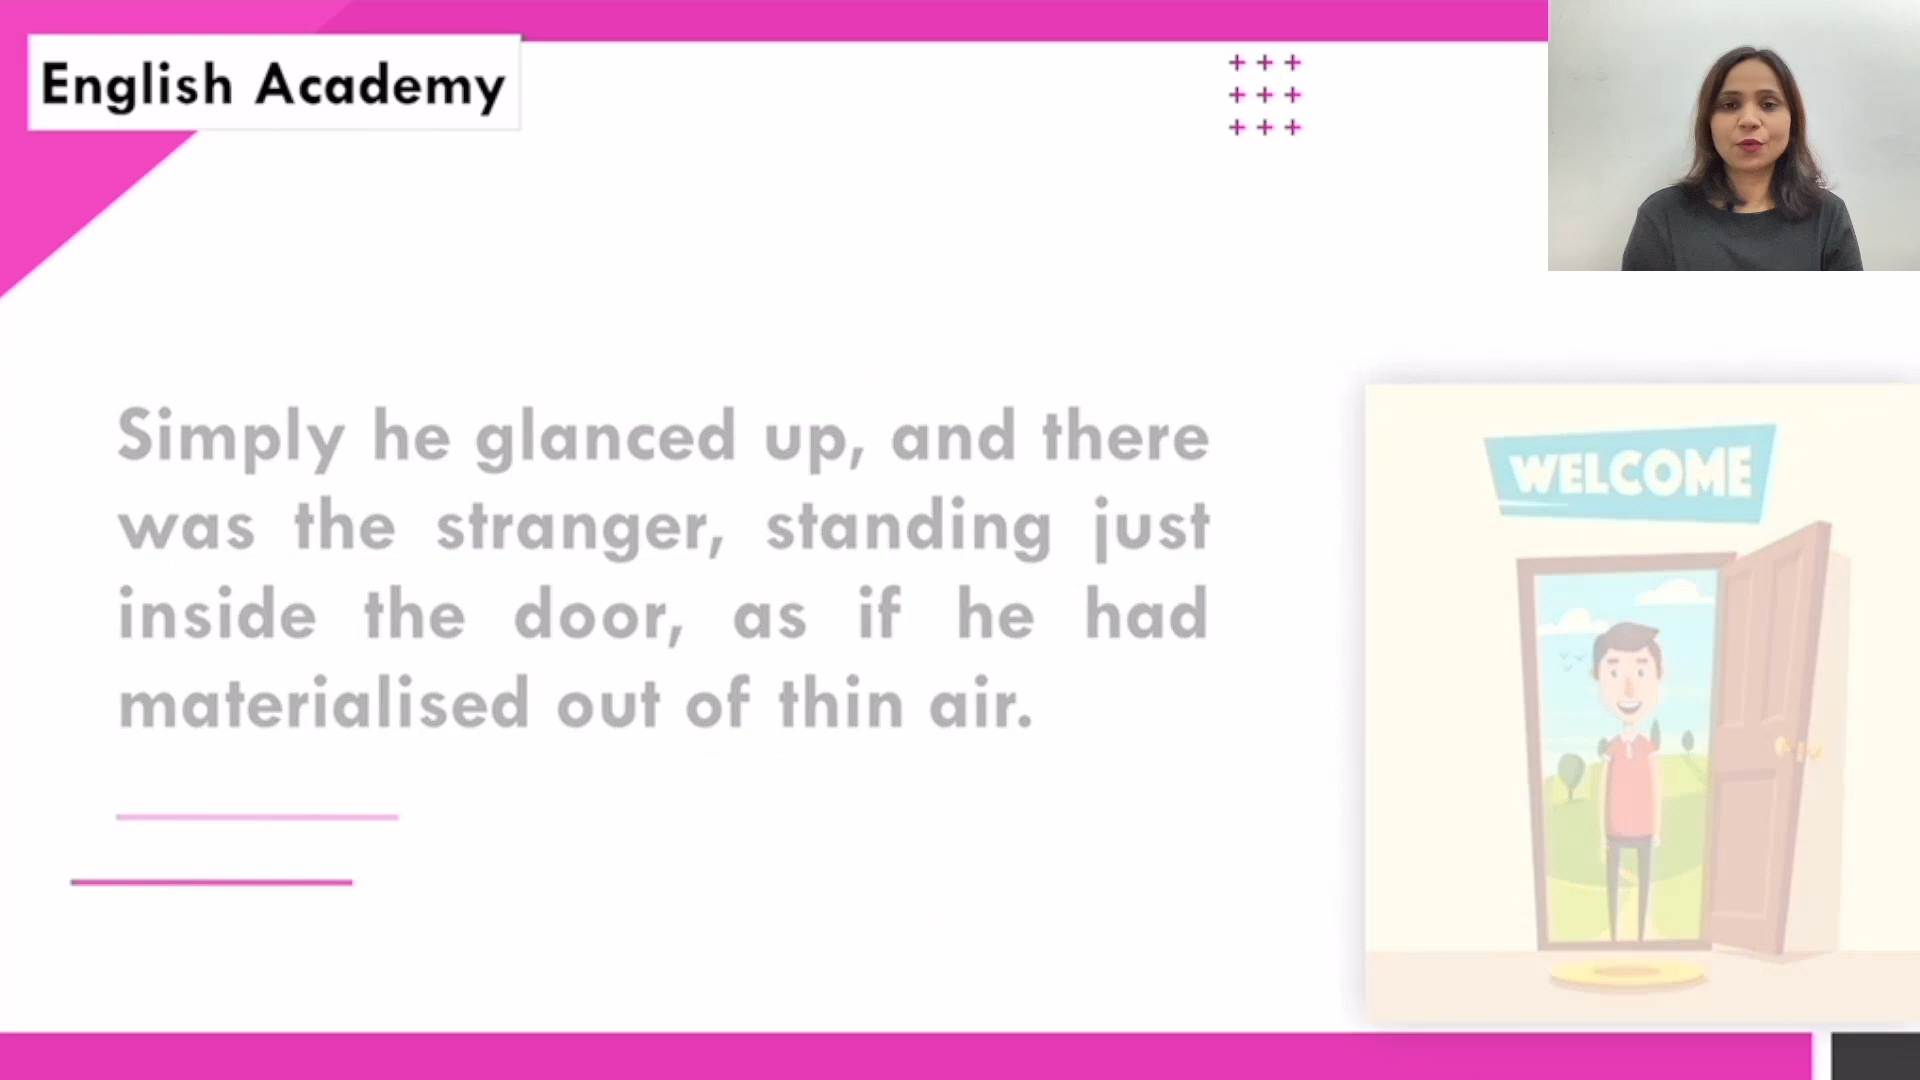 English Academy
Simply he glanced up, and there
was the stranger, standing just
inside the door, as if he had
materialised out of thin air.
WELCOME